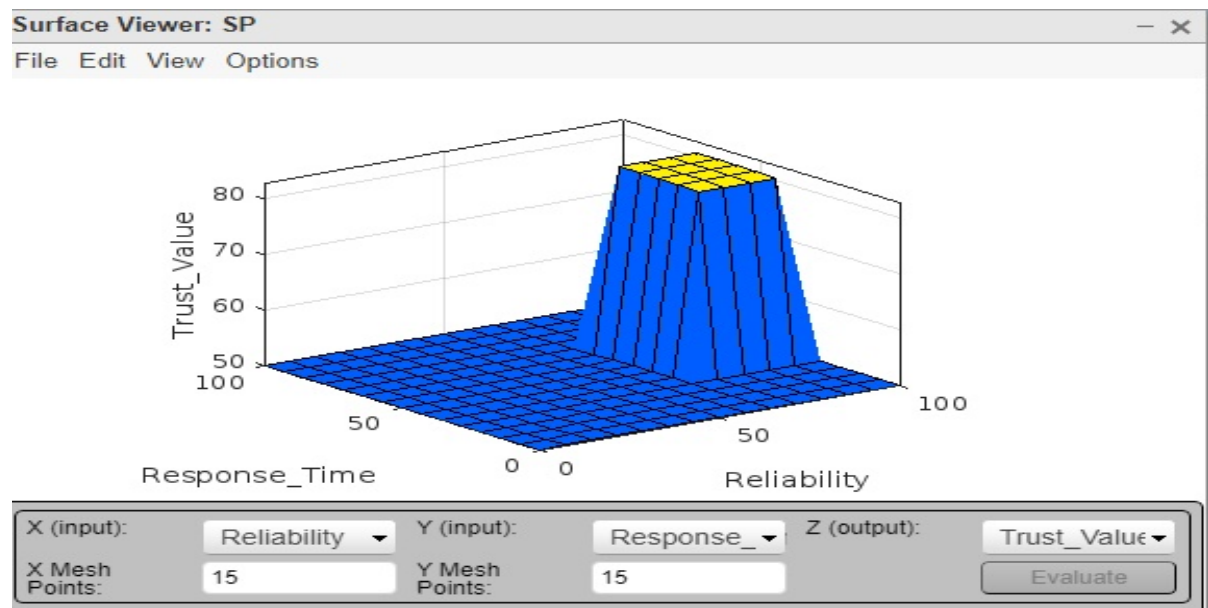 Surface Viewer: SP
File Edit View Options
Trust_Value
80
70
60
50
100
50
0
Response_Time
0
50
100
Reliability
X (input): Reliability Y (input): Response_ Z (output): Trust_Value
X Mesh Points: 15 Y Mesh Points: 15 Evaluate